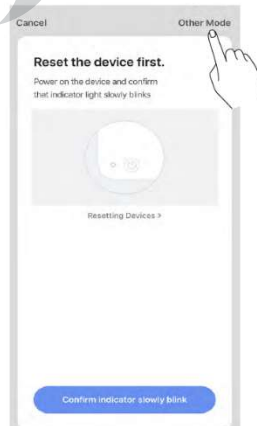 Cancel
Other Mode
Reset the device first.
Power on the device and confirm
that indicator light slowly blinks
Resetting Devices >
Confirm indicator slowly blink